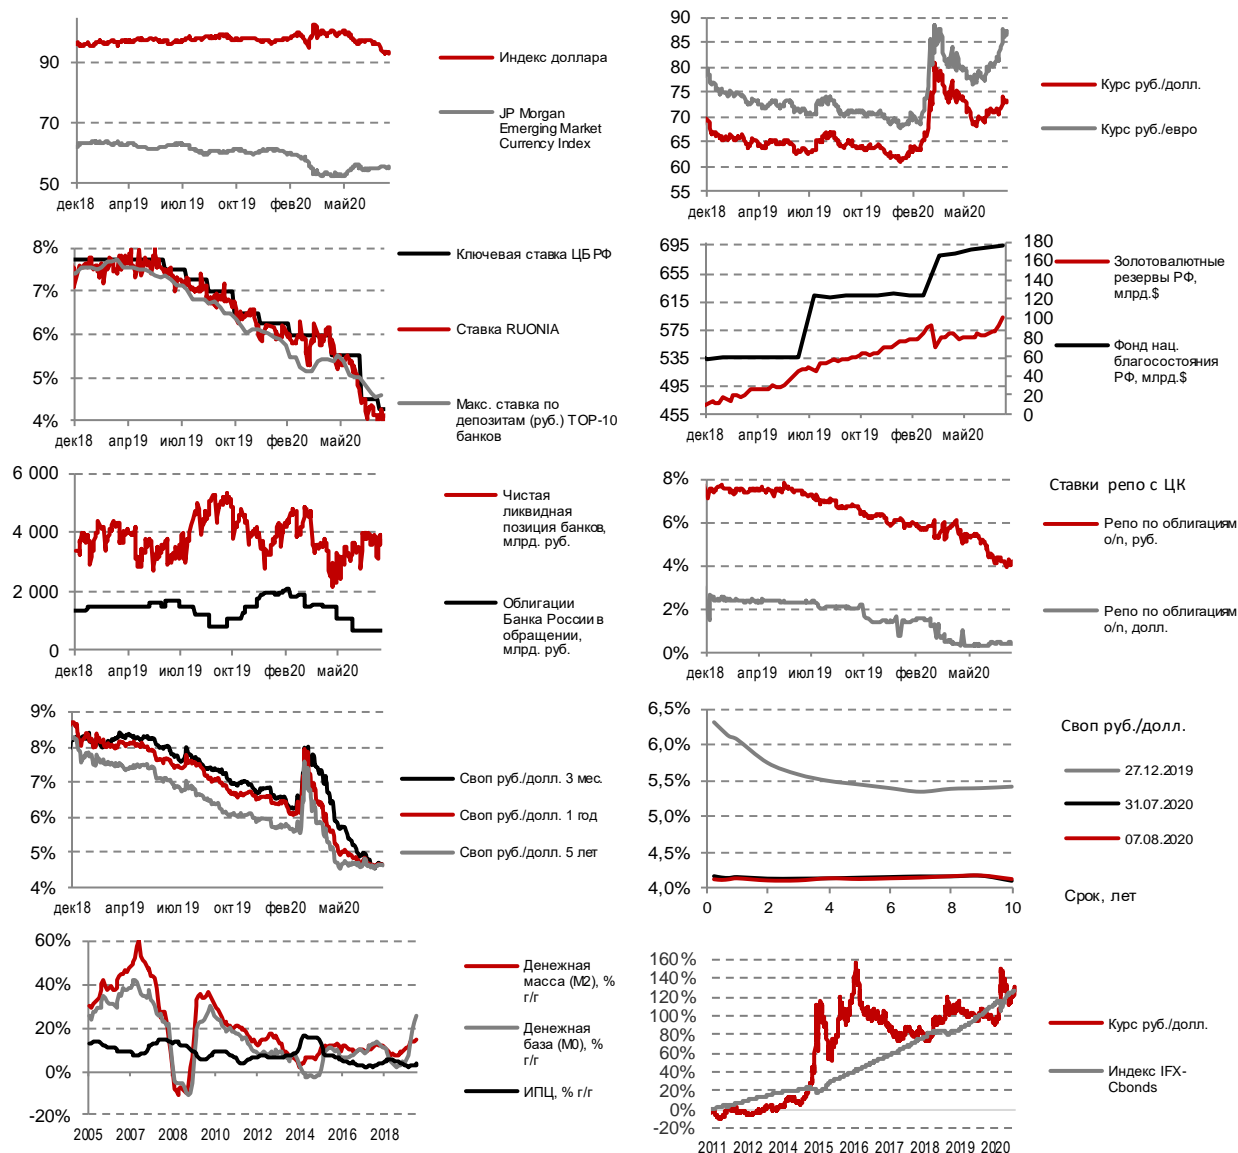 90
70
50
дек18 апр19 июл19 окт19 фев20 май20
Индекс доллара
JP Morgan
Emerging Market
Currency Index
90
85
80
75
70
65
60
55
дек18 апр19 июл19 окт19 фев20 май20
Курс руб./долл.
Курс руб./евро
8%
7%
6%
5%
4%
дек18 апр19 июл19 окт19 фев20 май20
Ключевая ставка ЦБ РФ
Ставка RUONIA
Макс. ставка по
депозитам (руб.) TOP-10
банков
695
655
615
575
535
495
455
180
160
140
120
100
80
60
40
20
0
дек18 апр19 июл19 окт19 фев20 май20
Золотовалютные
резервы РФ,
млрд.$
Фонд нац.
благосостояния
РФ, млрд.$
6 000
4 000
2 000
0
дек18 апр19 июл19 окт19 фев20 май20
Чистая
ликвидная
позиция банков,
млрд. руб.
Облигации
Банка России в
обращении,
млрд. руб.
8%
6%
4%
2%
0%
дек18 апр19 июл19 окт19 фев20 май20
Ставки репо с ЦК
Репо по облигациям
o/n, руб.
Репо по облигациям
o/n, долл.
9%
8%
7%
6%
5%
4%
дек18 апр19 июл19 окт19 фев20 май20
Своп руб./долл. 3 мес.
Своп руб./долл. 1 год
Своп руб./долл. 5 лет
6,5%
6,0%
5,5%
5,0%
4,5%
4,0%
0 2 4 6 8 10
Своп руб./долл.
27.12.2019
31.07.2020
07.08.2020
Срок, лет
60%
40%
20%
0%
-20%
2005 2007 2008 2010 2012 2014 2016 2018
Денежная
масса (М2), %
г/г
Денежная
база (М0), %
г/г
ИПЦ, % г/г
160%
140%
120%
100%
80%
60%
40%
20%
0%
-20%
2011 2012 2014 2015 2016 2017 2018 2019 2020
Курс руб./долл.
Индекс IFX-
Cbonds